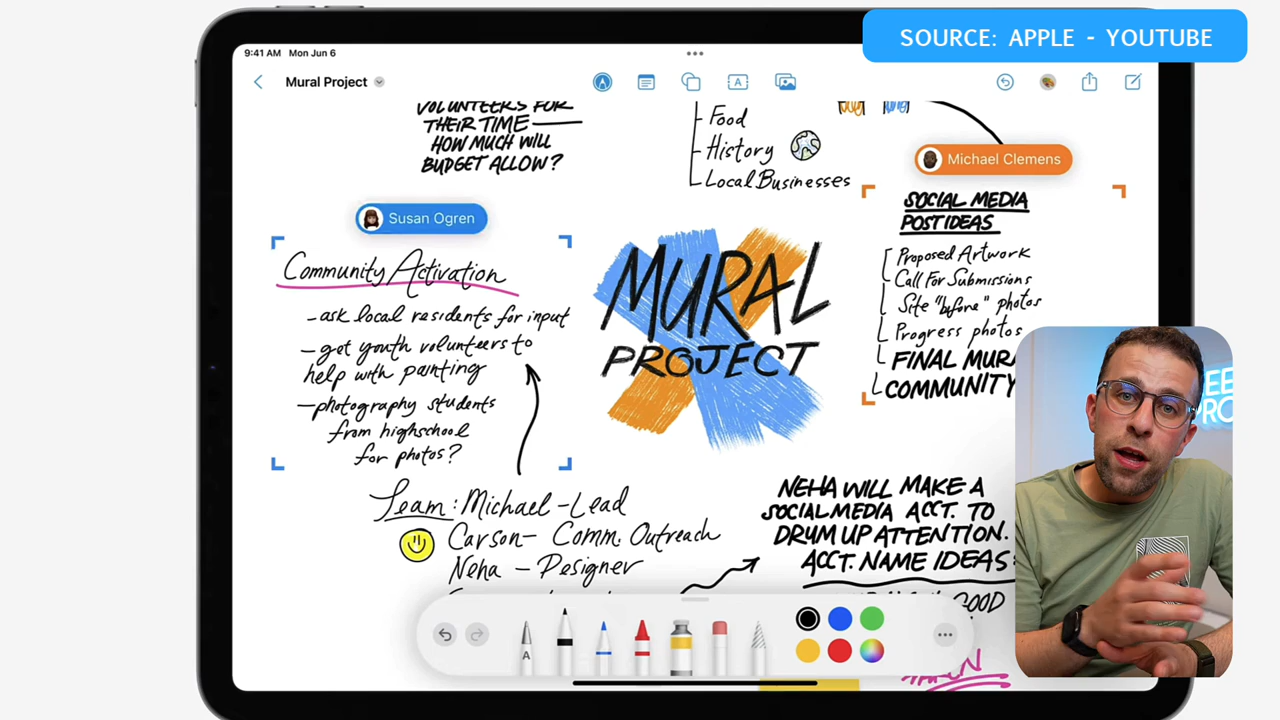 SOURCE: APPLE - YOUTUBE
9:41 AM Mon Jun 6
Mural Project
A
VOLUNTEERS FOR
THEIR TIME
HOW MUCH WILL
BUDGET ALLOW?
Food
History
Local Businesses
Michael Clemens
SOCIAL MEDIA
POST IDEAS
Proposed Artwork
Call For Submissions
Site "before" photos
Progress photos
FINAL MUR
COMMUNITY
Susan Ogren
Community Activation
- ask local residents for input
- got youth volunteers to
help with painting
- photography students
from highschool
for photos?
MURAL
PROJECT
Team: Michael - Lead
Carson - Comm. Outreach
Neha - Designer
NEHA WILL MAKE A
SOCIAL MEDIA ACCT. TO
DRUM UP ATTENTION.
ACCT. NAME IDEAS:
GOOD
A